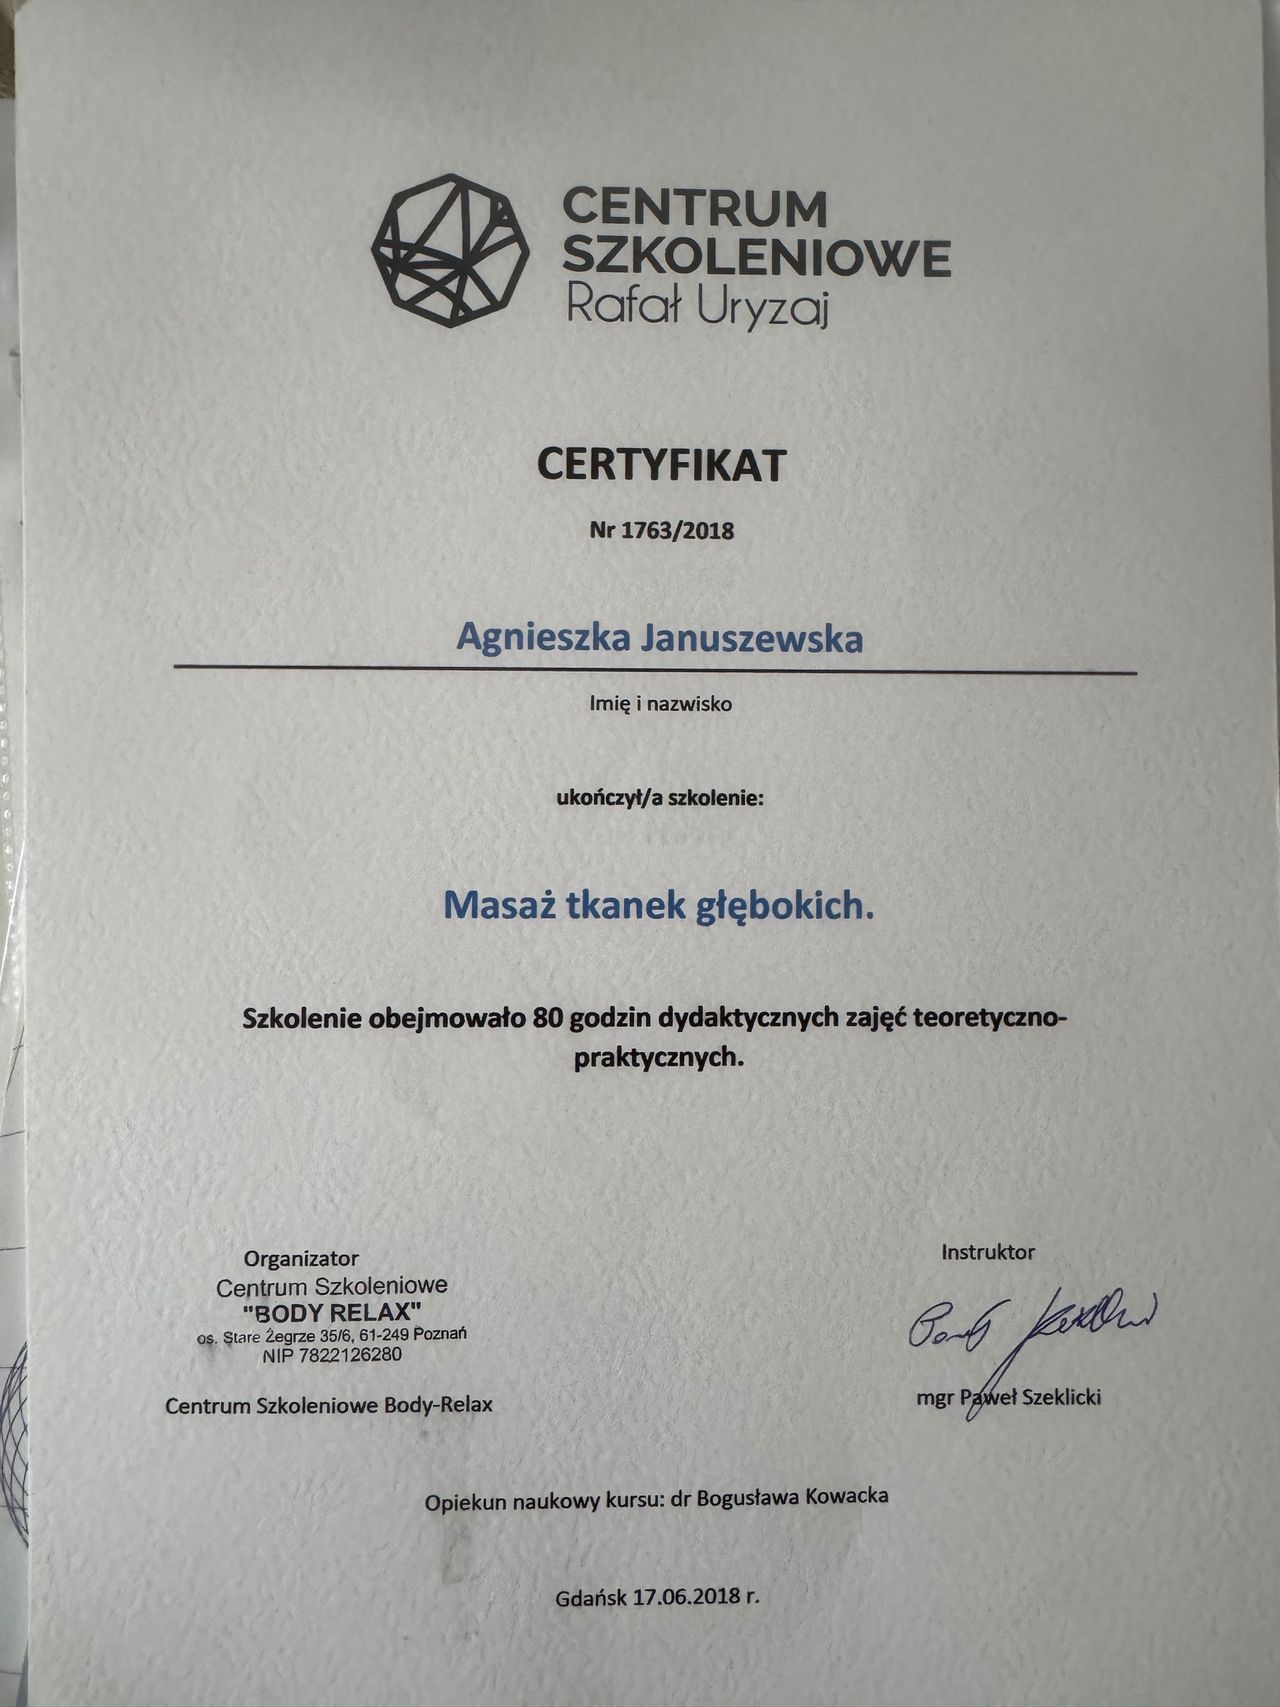 CENTRUM
SZKOLENIOWE
Rafał Uryzaj
CERTYFIKAT
Nr 1763/2018
Agnieszka Januszewska
Imię i nazwisko
ukończył/a szkolenie:
Masaż tkanek głębokich.
Szkolenie obejmowało 80 godzin dydaktycznych zajęć teoretyczno-
praktycznych.
Organizator
Centrum Szkoleniowe
"BODY RELAX"
os. Stare Żegrze 35/6, 61-249 Poznań
NIP 7822126280
Centrum Szkoleniowe Body-Relax
Instruktor
mgr Paweł Szeklicki
Opiekun naukowy kursu: dr Bogusława Kowacka
Gdańsk 17.06.2018 r.